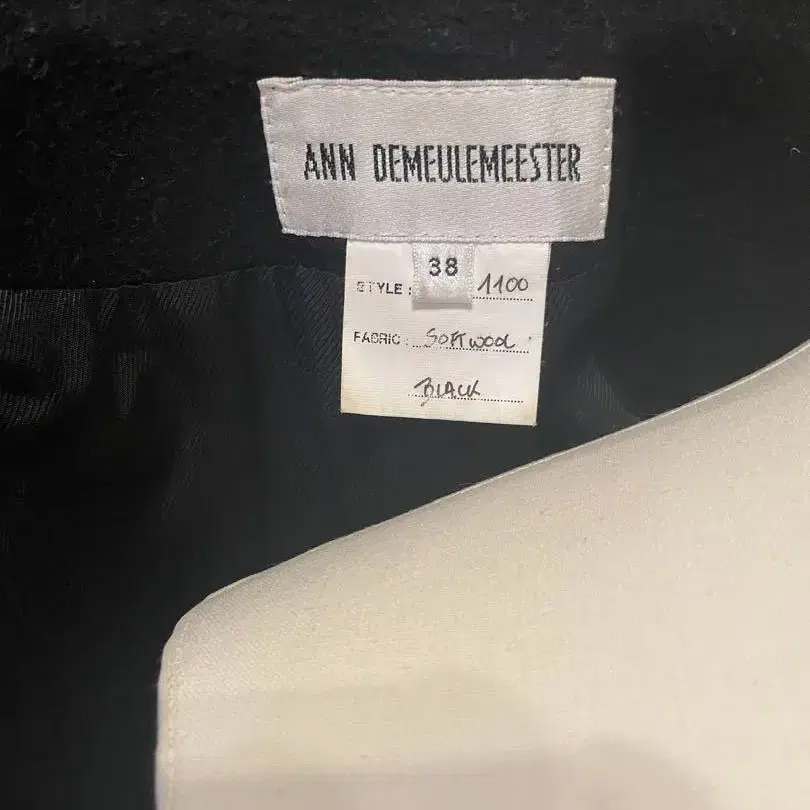 ANN DEMEULEMEESTER
38
STYLE : 1100
FABRIC : SOFTWOOL
BLACK